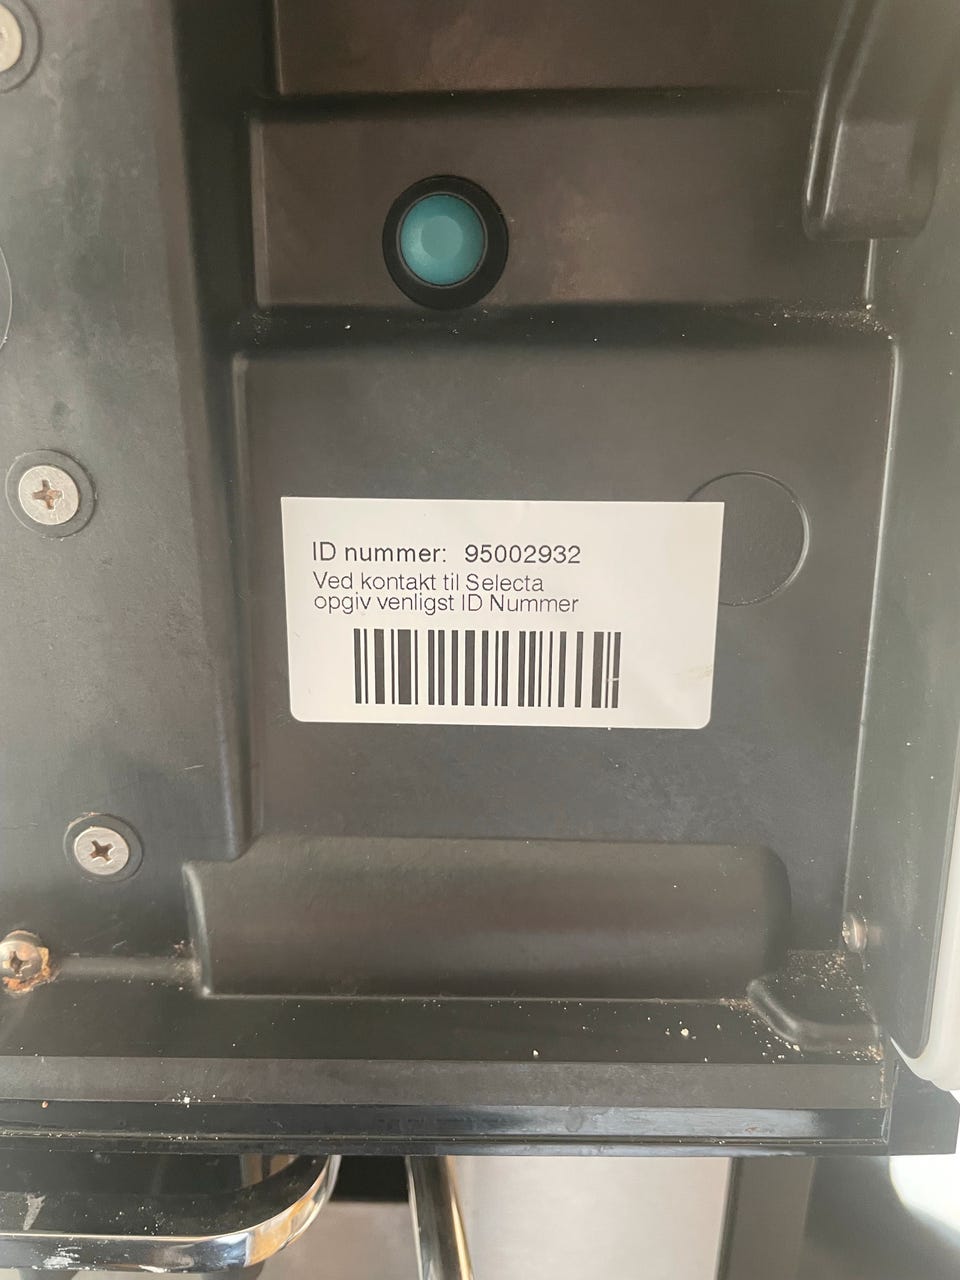 ID nummer: 95002932
Ved kontakt til Selecta
opgiv venligst ID Nummer